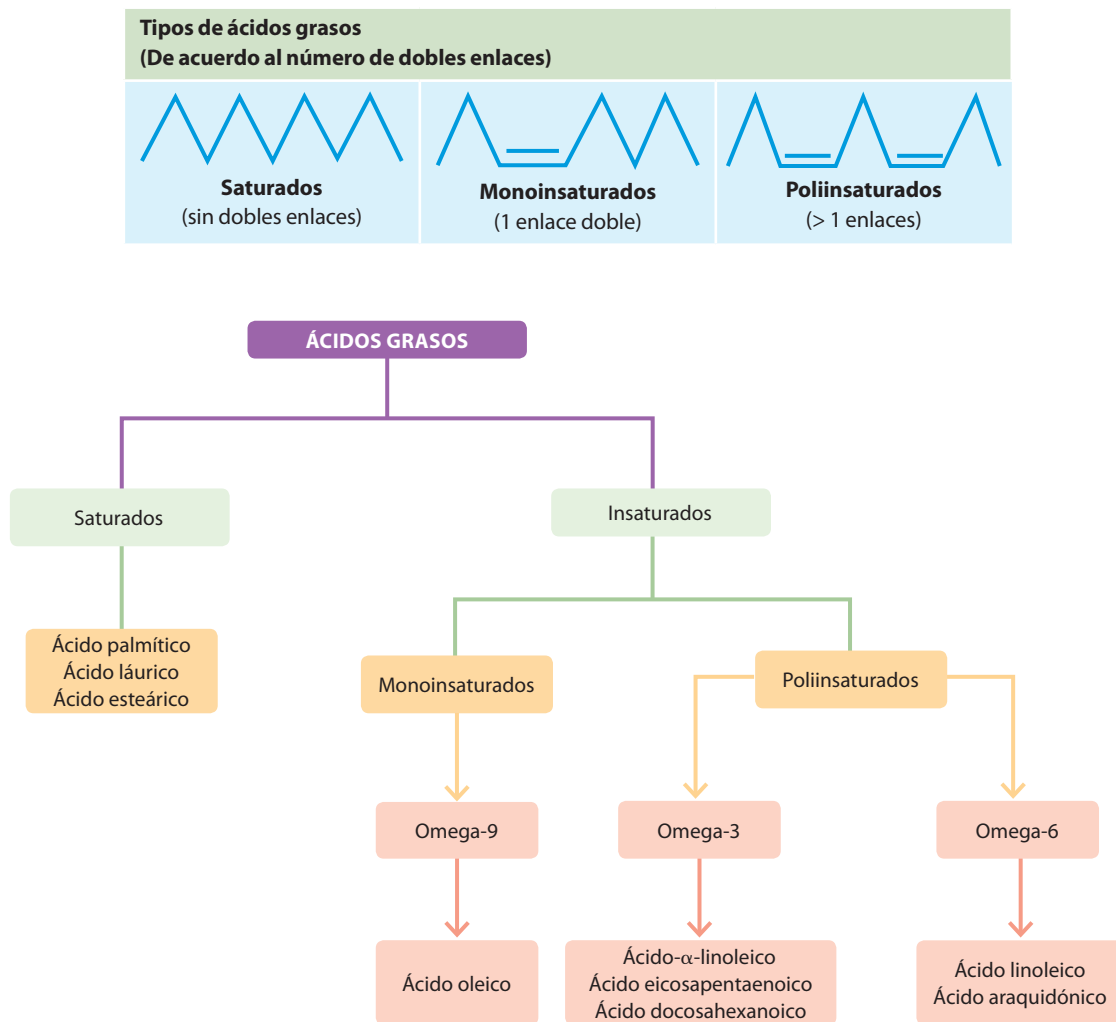 Tipos de ácidos grasos
(De acuerdo al número de dobles enlaces)
Saturados
(sin dobles enlaces)
Monoinsaturados
(1 enlace doble)
Poliinsaturados
(> 1 enlaces)
ÁCIDOS GRASOS
Saturados
Insaturados
Ácido palmítico
Ácido láurico
Ácido esteárico
Monoinsaturados
Poliinsaturados
Omega-9
Omega-3
Omega-6
Ácido oleico
Ácido-α-linoleico
Ácido eicosapentaenoico
Ácido docosahexanoico
Ácido linoleico
Ácido araquidónico